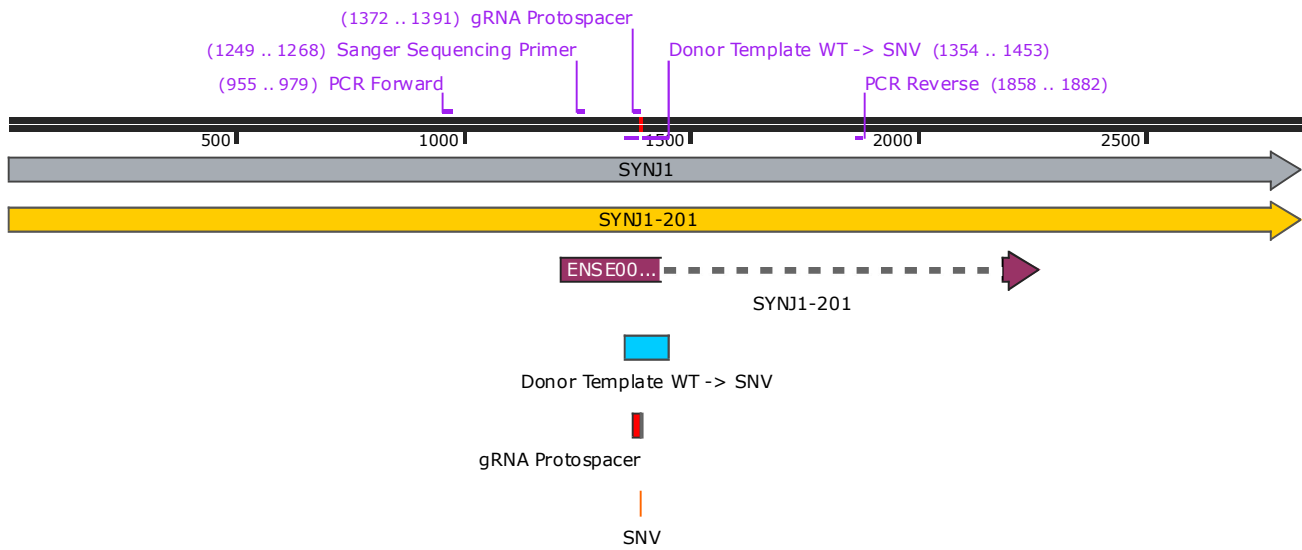 (1372 .. 1391) gRNA Protospacer
(1249 .. 1268) Sanger Sequencing Primer
Donor Template WT -> SNV (1354 .. 1453)
(955 .. 979) PCR Forward
PCR Reverse (1858 .. 1882)
500
1000
1500
2000
2500
SYNJ1
SYNJ1-201
ENSE00...
SYNJ1-201
Donor Template WT -> SNV
gRNA Protospacer
SNV